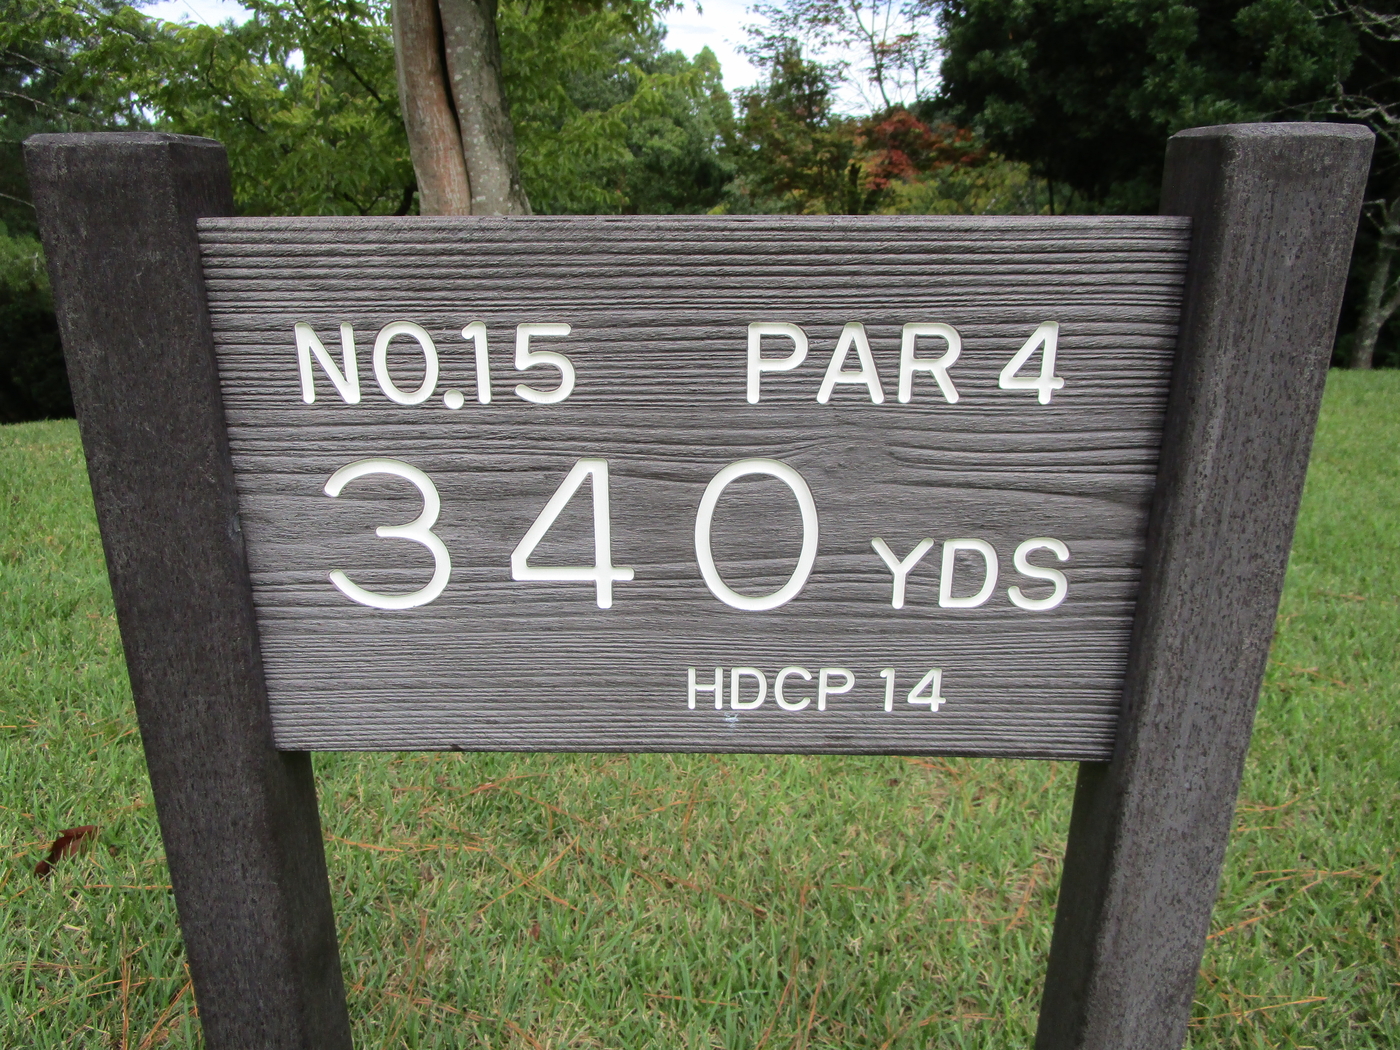 NO.15 PAR 4
340 YDS
HDCP 14